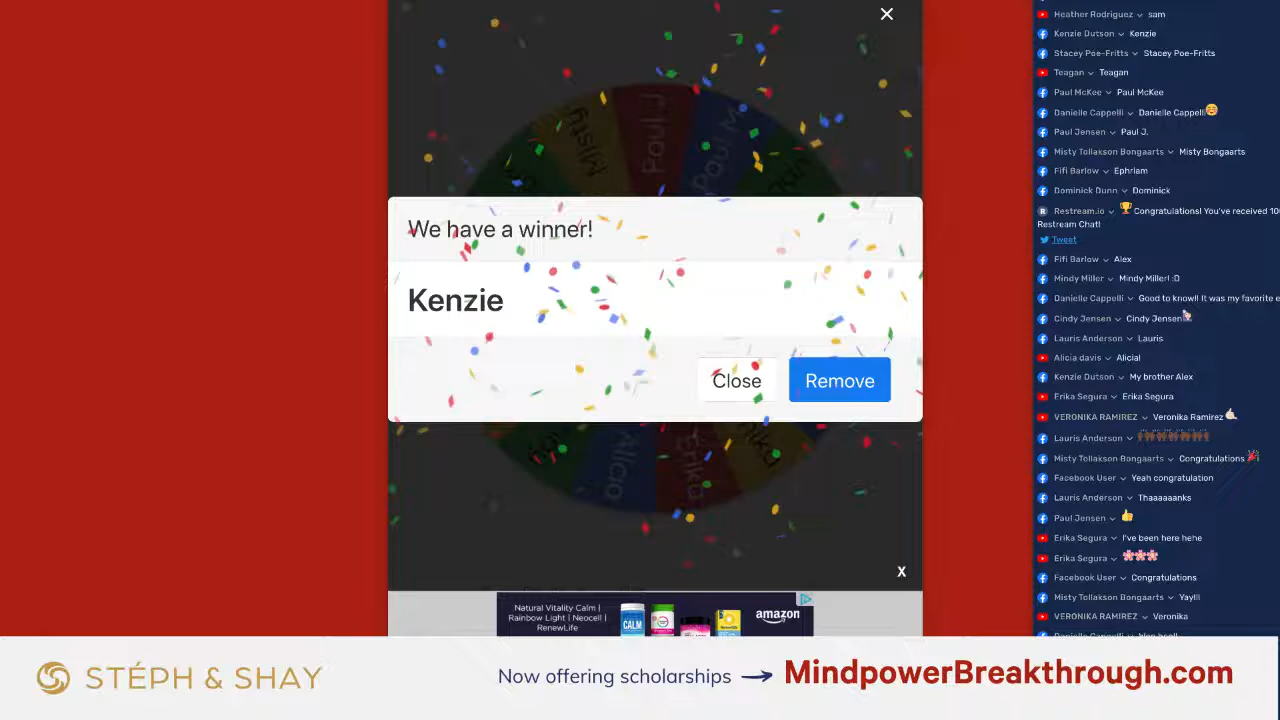 Misty
Paul J
Paul M
We have a winner!
Kenzie
Close
Remove
Alicia
Erika
X
Natural Vitality Calm |
Rainbow Light | Neocell |
RenewLife
CALM
amazon
Heather Rodriguez sam
Kenzie Dutson Kenzie
Stacey Poe-Fritts Stacey Poe-Fritts
Teagan Teagan
Paul McKee Paul McKee
Danielle Cappelli Danielle Cappelli
Paul Jensen Paul J.
Misty Tollakson Bongaarts Misty Bongaarts
Fifi Barlow Ephriam
Dominick Dunn Dominick
Restream.io Congratulations! You've received 10
Restream Chat!
Tweet
Fifi Barlow Alex
Mindy Miller Mindy Miller! :D
Danielle Cappelli Good to know!! It was my favorite e
Cindy Jensen Cindy Jensen
Lauris Anderson Lauris
Alicia davis Alicia!
Kenzie Dutson My brother Alex
Erika Segura Erika Segura
VERONIKA RAMIREZ Veronika Ramirez
Lauris Anderson
Misty Tollakson Bongaarts Congratulations
Facebook User Yeah congratulation
Lauris Anderson Thaaaaaanks
Paul Jensen
Erika Segura I've been here hehe
Erika Segura
Facebook User Congratulations
Misty Tollakson Bongaarts Yay!!!
VERONIKA RAMIREZ Veronika
STÉPH & SHAY
Now offering scholarships → MindpowerBreakthrough.com